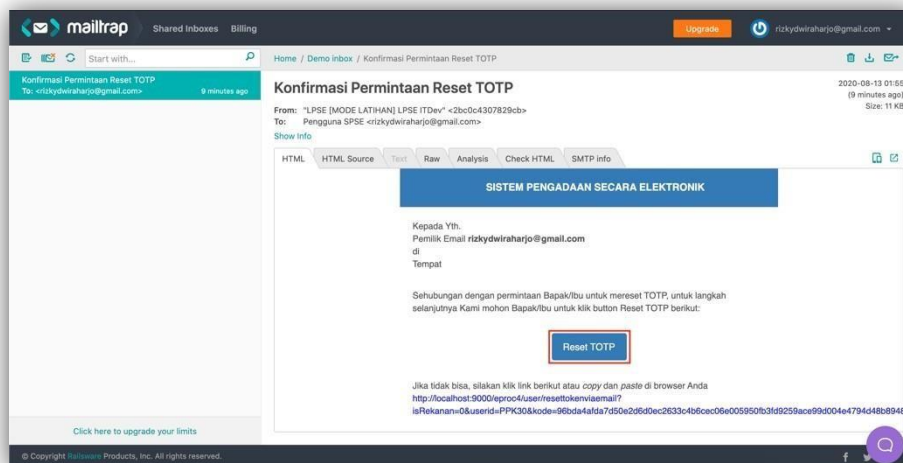 mailtrap
Shared Inboxes Billing
Upgrade
rizkydwiraharjo@gmail.com
Start with...
Konfirmasi Permintaan Reset TOTP
To: <rizkydwiraharjo@gmail.com>
9 minutes ago
Click here to upgrade your limits
Home / Demo inbox / Konfirmasi Permintaan Reset TOTP
Konfirmasi Permintaan Reset TOTP
2020-08-13 01:55
(9 minutes ago)
Size: 11 KB
From: "LPSE [MODE LATIHAN] LPSE ITDev" <2bc0c4307829cb>
To: Pengguna SPSE <rizkydwiraharjo@gmail.com>
Show Info
HTML HTML Source Text Raw Analysis Check HTML SMTP info
SISTEM PENGADAAN SECARA ELEKTRONIK
Kepada Yth.
Pemilik Email rizkydwiraharjo@gmail.com
di
Tempat
Sehubungan dengan permintaan Bapak/Ibu untuk mereset TOTP, untuk langkah
selanjutnya Kami mohon Bapak/Ibu untuk klik button Reset TOTP berikut:
Reset TOTP
Jika tidak bisa, silakan klik link berikut atau copy dan paste di browser Anda
http://localhost:9000/eproc4/user/resettokenviaemail?
isRekanan=0&userid=PPK30&kode=96bda4afda7d50e2d6d0ec2633c4b6cec06e005950fb3fd9259ace99d004e4794d48b8948
© Copyright Railsware Products, Inc. All rights reserved.